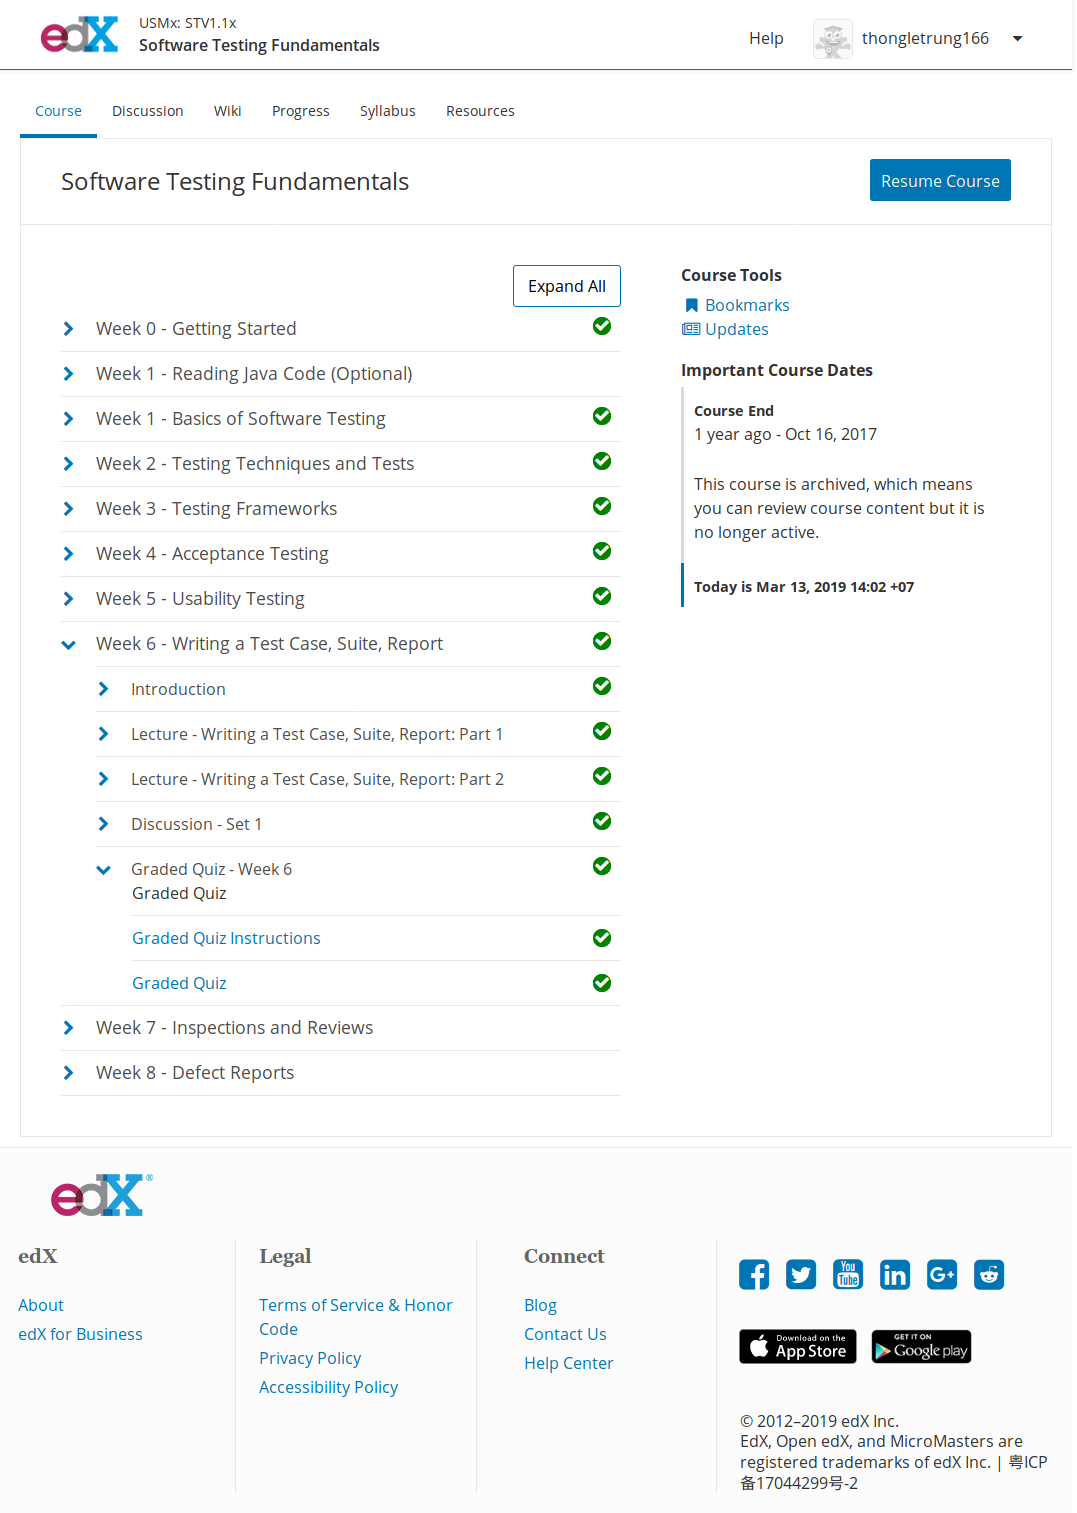 edX
USMx: STV1.1x
Software Testing Fundamentals
Help
thongletrung166
Course
Discussion
Wiki
Progress
Syllabus
Resources
Software Testing Fundamentals
Resume Course
Expand All
Week 0 - Getting Started
Week 1 - Reading Java Code (Optional)
Week 1 - Basics of Software Testing
Week 2 - Testing Techniques and Tests
Week 3 - Testing Frameworks
Week 4 - Acceptance Testing
Week 5 - Usability Testing
Week 6 - Writing a Test Case, Suite, Report
Introduction
Lecture - Writing a Test Case, Suite, Report: Part 1
Lecture - Writing a Test Case, Suite, Report: Part 2
Discussion - Set 1
Graded Quiz - Week 6
Graded Quiz
Graded Quiz Instructions
Graded Quiz
Week 7 - Inspections and Reviews
Week 8 - Defect Reports
Course Tools
Bookmarks
Updates
Important Course Dates
Course End
1 year ago - Oct 16, 2017
This course is archived, which means
you can review course content but it is
no longer active.
Today is Mar 13, 2019 14:02 +07
edX®
edX
About
edX for Business
Legal
Terms of Service & Honor
Code
Privacy Policy
Accessibility Policy
Connect
Blog
Contact Us
Help Center
You
Tube
in
G+
Download on the
App Store
GET IT ON
Google play
© 2012–2019 edX Inc.
EdX, Open edX, and MicroMasters are
registered trademarks of edX Inc. | 粤ICP
备17044299号-2